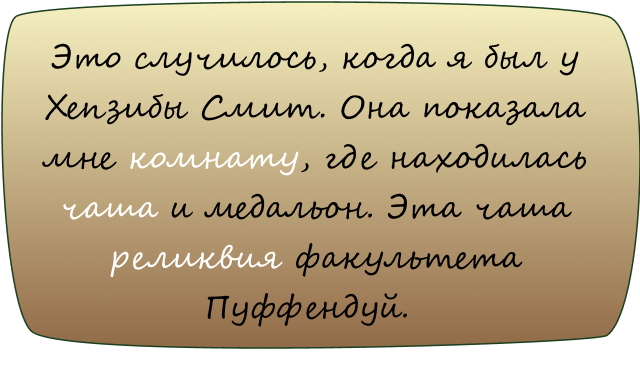 Это случилось, когда я был у
Хепзибы Смит. Она показала
мне комнату, где находилась
чаша и медальон. Эта чаша
реликвия факультета
Пуффендуй.